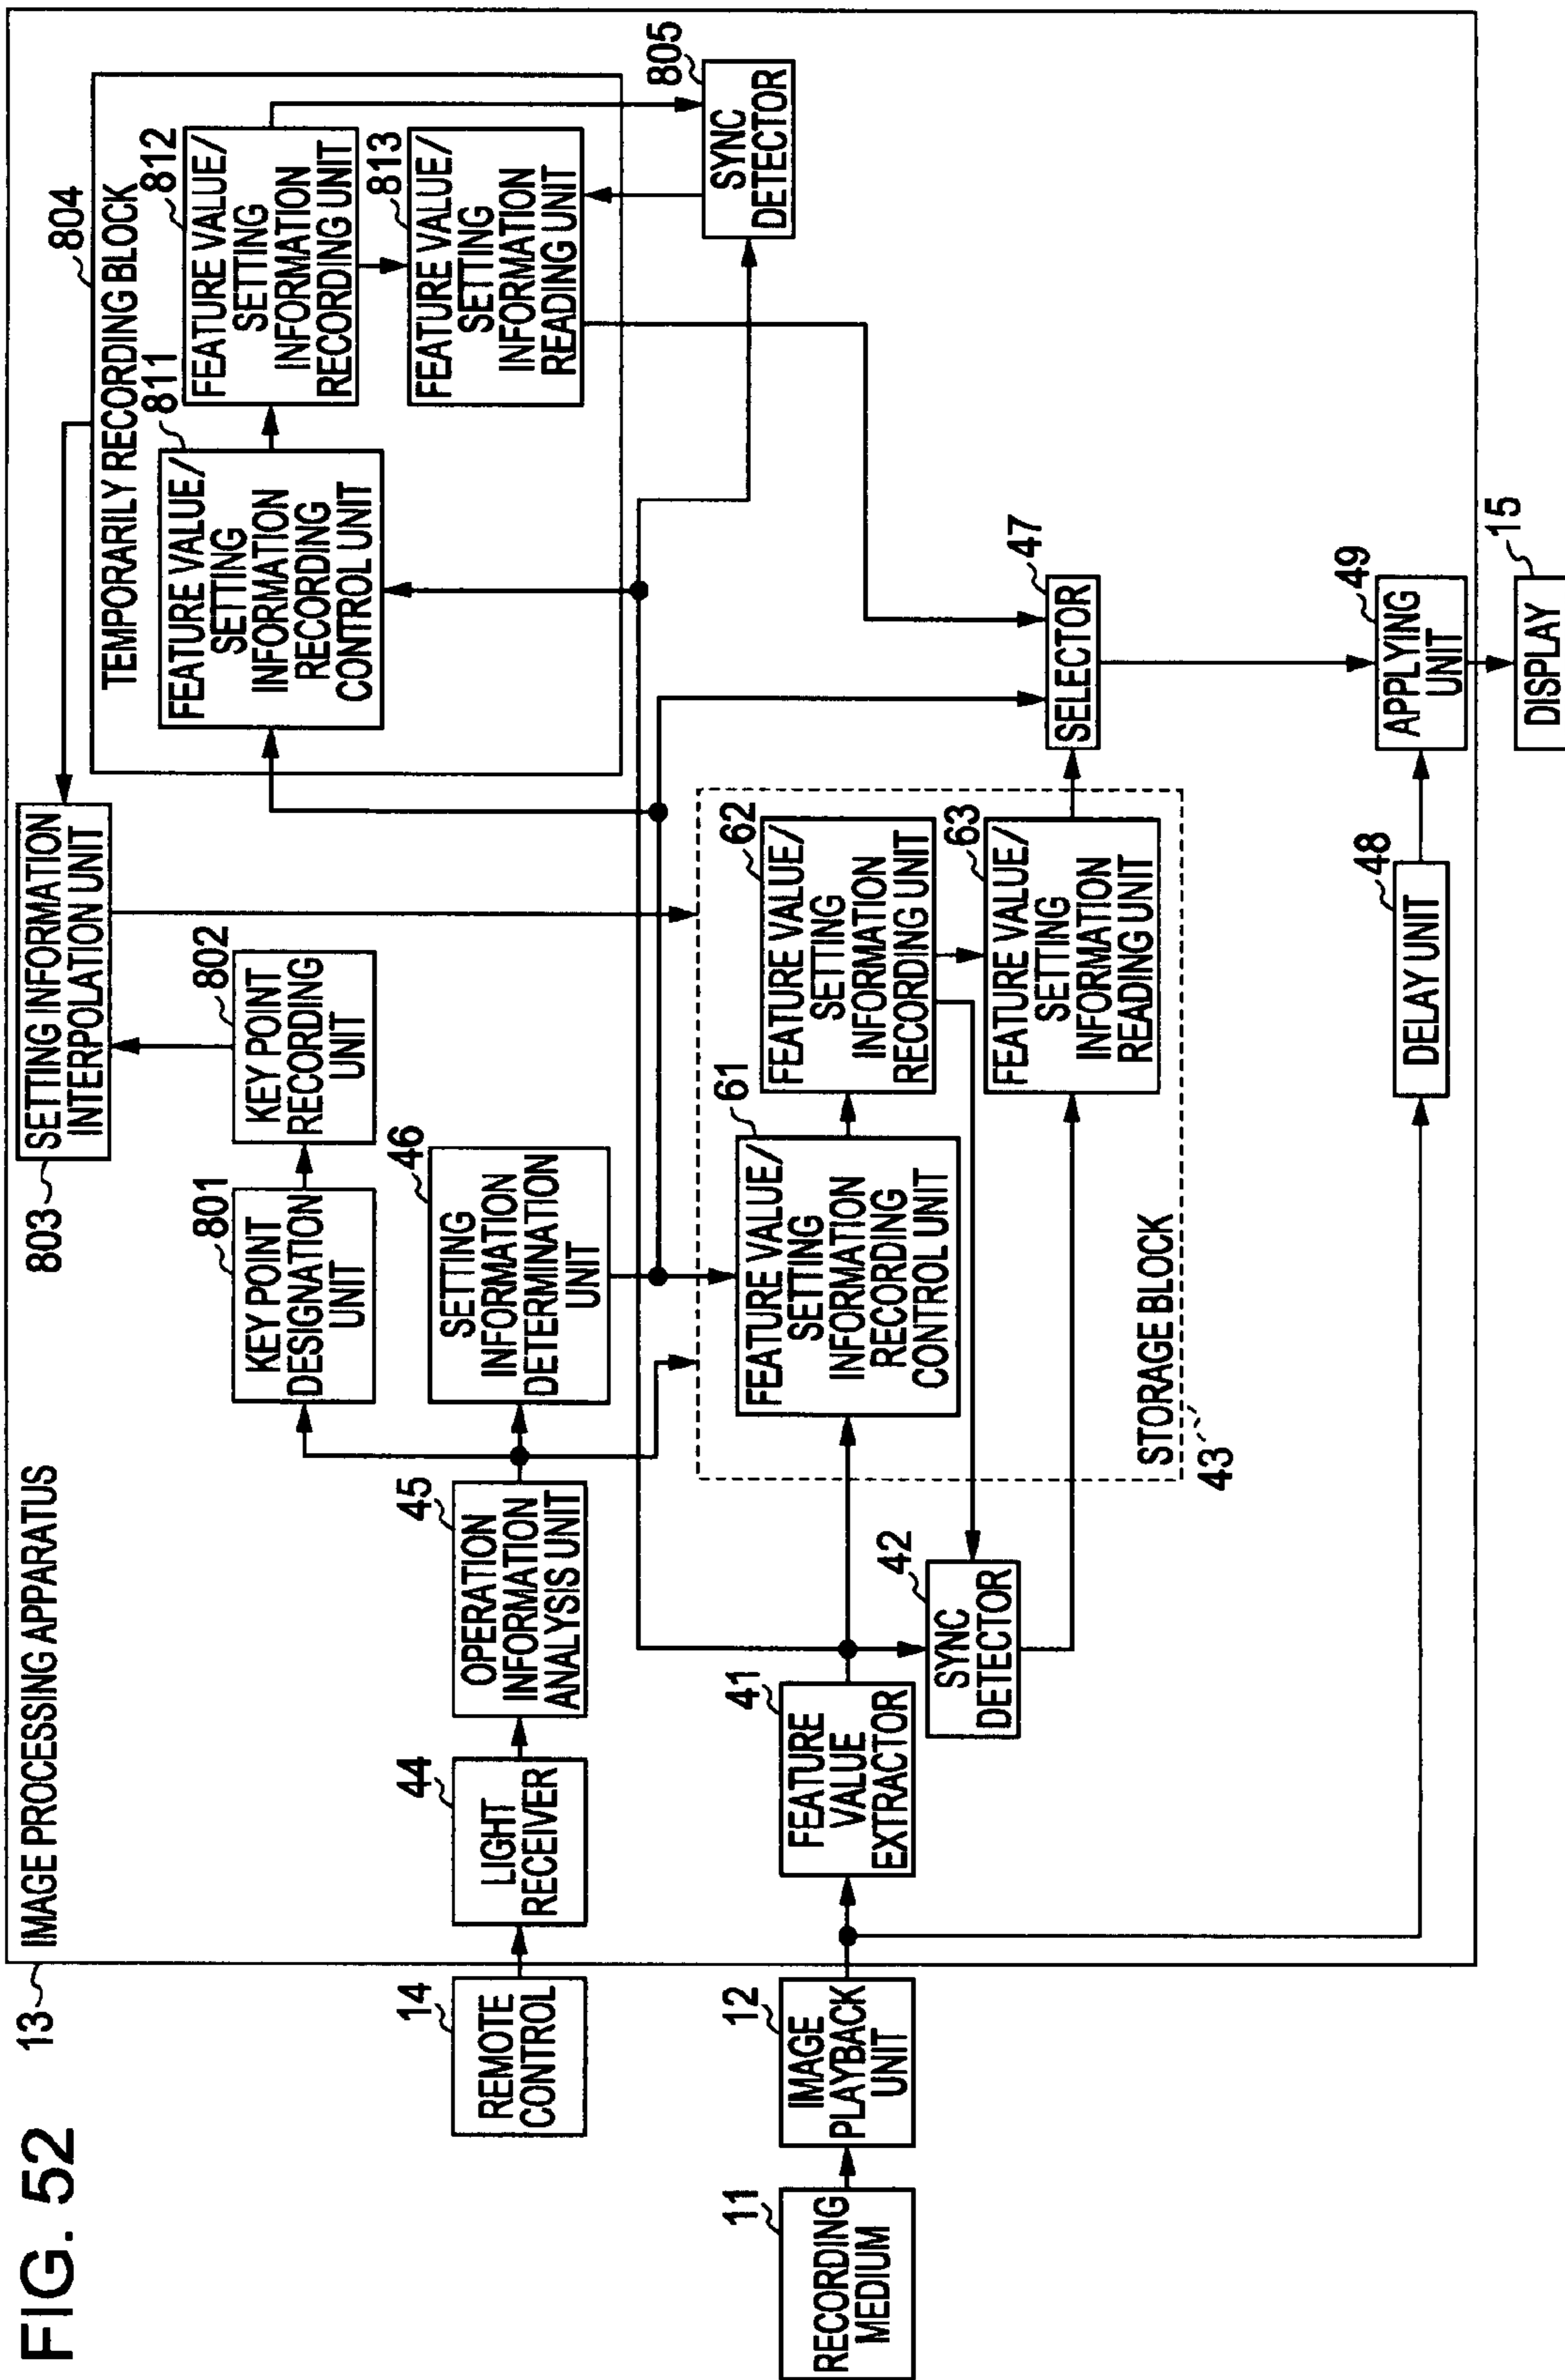 FIG. 52
13
IMAGE PROCESSING APPARATUS
803
SETTING INFORMATION
INTERPOLATION UNIT
804
TEMPORARILY RECORDING BLOCK
801
KEY POINT
DESIGNATION
UNIT
802
KEY POINT
RECORDING
UNIT
811
FEATURE VALUE/
SETTING
INFORMATION
RECORDING
CONTROL UNIT
812
FEATURE VALUE/
SETTING
INFORMATION
RECORDING UNIT
813
FEATURE VALUE/
SETTING
INFORMATION
READING UNIT
805
SYNC
DETECTOR
14
REMOTE
CONTROL
44
LIGHT
RECEIVER
45
OPERATION
INFORMATION
ANALYSIS UNIT
46
SETTING
INFORMATION
DETERMINATION
UNIT
11
RECORDING
MEDIUM
12
IMAGE
PLAYBACK
UNIT
41
FEATURE
VALUE
EXTRACTOR
42
SYNC
DETECTOR
61
FEATURE VALUE/
SETTING
INFORMATION
RECORDING
CONTROL UNIT
62
FEATURE VALUE/
SETTING
INFORMATION
RECORDING UNIT
63
FEATURE VALUE/
SETTING
INFORMATION
READING UNIT
STORAGE BLOCK
43
47
SELECTOR
48
DELAY UNIT
49
APPLYING
UNIT
15
DISPLAY